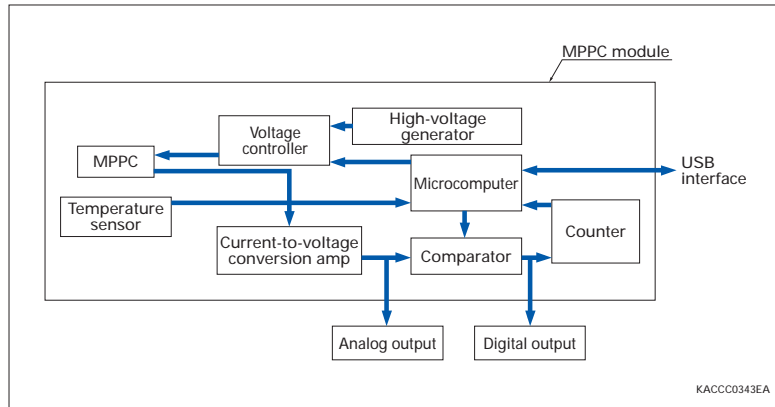 MPPC module
High-voltage
generator
Voltage
controller
MPPC
Microcomputer
USB
interface
Temperature
sensor
Counter
Current-to-voltage
conversion amp
Comparator
Analog output
Digital output
KACCC0343EA